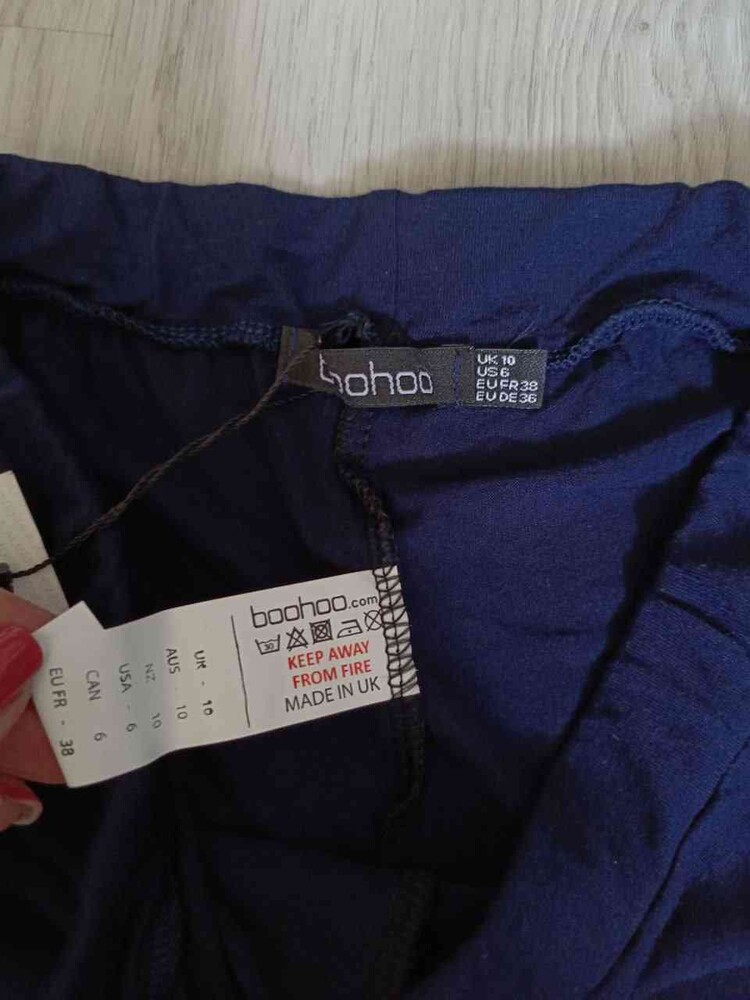 boohoo
UK 10
US 6
EU FR 38
EU DE 36
boohoo.com
30
KEEP AWAY
FROM FIRE
MADE IN UK
UK - 10
AUS 10
NZ 10
USA - 6
CAN 6
EU FR - 38